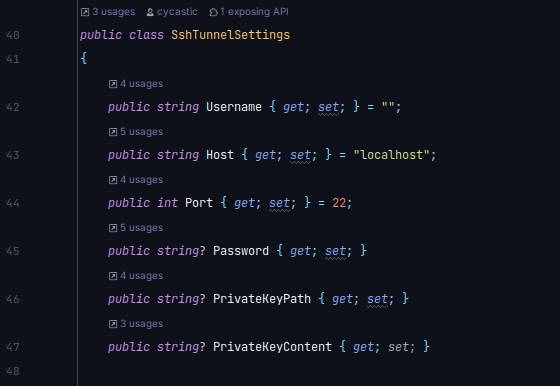 3 usages cycastic 1 exposing API
40 public class SshTunnelSettings
41 {
4 usages
42 public string Username { get; set; } = "";
5 usages
43 public string Host { get; set; } = "localhost";
4 usages
44 public int Port { get; set; } = 22;
5 usages
45 public string? Password { get; set; }
4 usages
46 public string? PrivateKeyPath { get; set; }
3 usages
47 public string? PrivateKeyContent { get; set; }
48